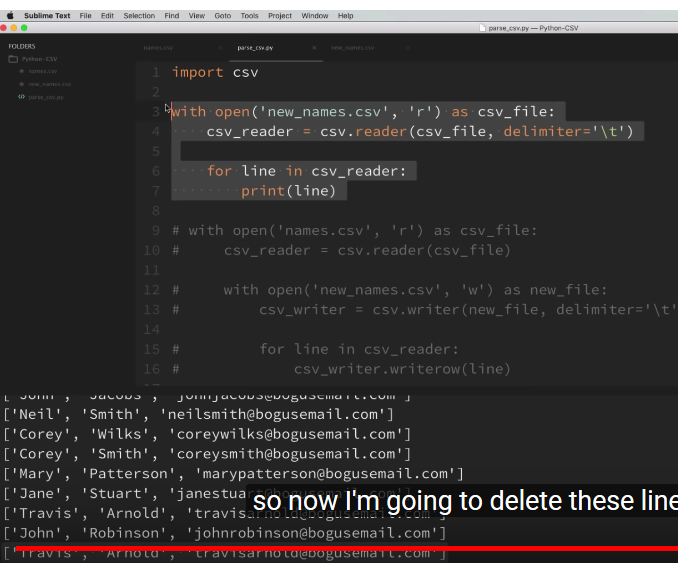 Sublime Text File Edit Selection Find View Goto Tools Project Window Help
parse_csv.py — Python-CSV
FOLDERS
names.csv parse_csv.py new_names.csv
Python-CSV
names.csv
new_names.csv
parse_csv.py
1 import csv
2
3 with open('new_names.csv', 'r') as csv_file:
4 csv_reader = csv.reader(csv_file, delimiter='\t')
5
6 for line in csv_reader:
7 print(line)
8
9 # with open('names.csv', 'r') as csv_file:
10 # csv_reader = csv.reader(csv_file)
11
12 # with open('new_names.csv', 'w') as new_file:
13 # csv_writer = csv.writer(new_file, delimiter='\t'
14
15 # for line in csv_reader:
16 # csv_writer.writerow(line)
['John', 'Jacobs', 'johnjacobs@bogusemail.com']
['Neil', 'Smith', 'neilsmith@bogusemail.com']
['Corey', 'Wilks', 'coreywilks@bogusemail.com']
['Corey', 'Smith', 'coreysmith@bogusemail.com']
['Mary', 'Patterson', 'marypatterson@bogusemail.com']
['Jane', 'Stuart', 'janestuart@bogusemail.com']
so now I'm going to delete these line
['Travis', 'Arnold', 'travisarnold@bogusemail.com']
['John', 'Robinson', 'johnrobinson@bogusemail.com']
['Travis', 'Arnold', 'travisarnold@bogusemail.com']